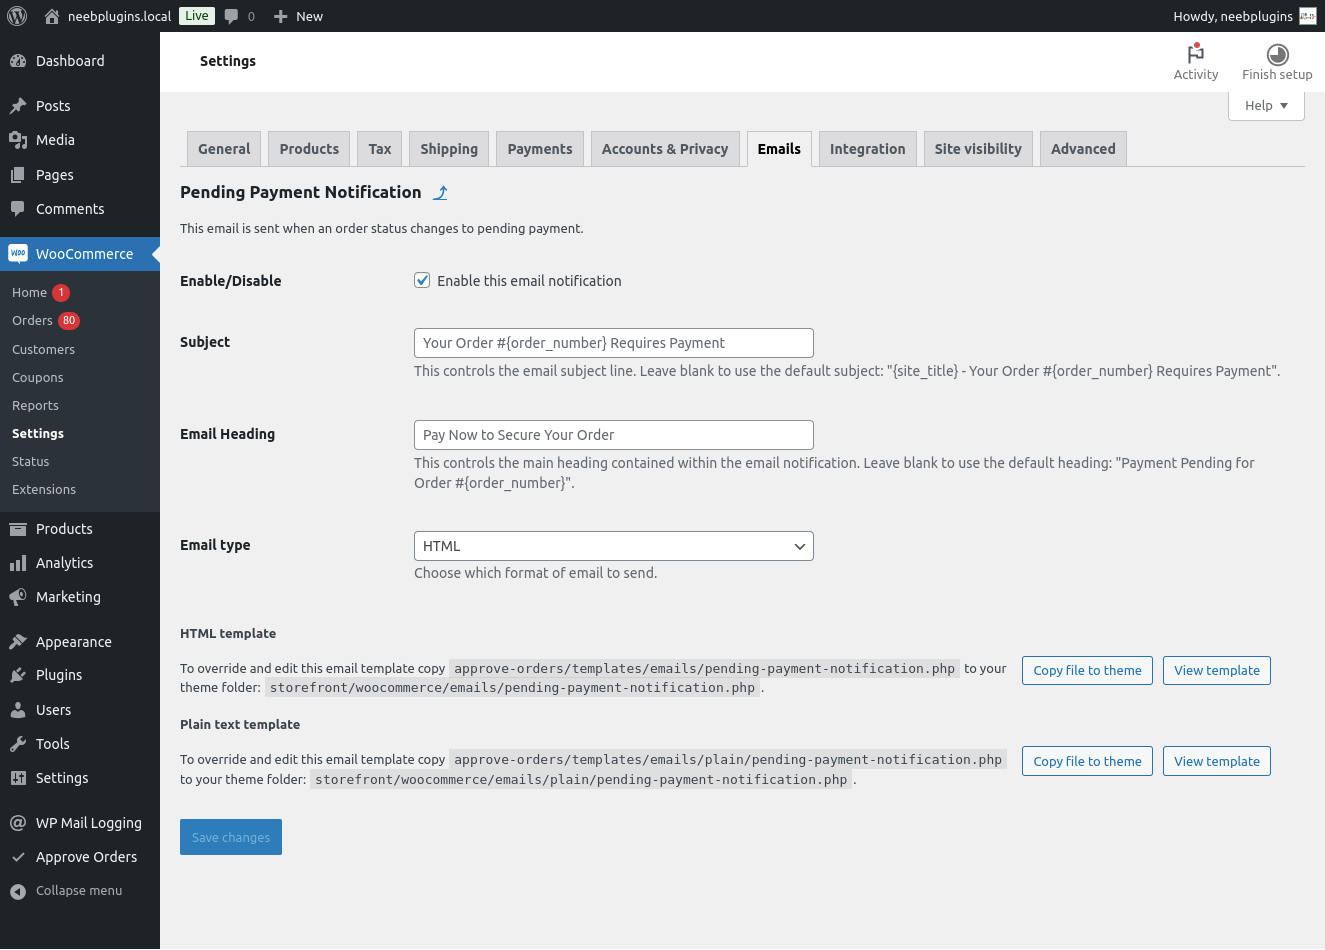 neebplugins.local Live 0 New Howdy, neebplugins
Dashboard
Posts
Media
Pages
Comments
WooCommerce
Home 1
Orders 80
Customers
Coupons
Reports
Settings
Status
Extensions
Products
Analytics
Marketing
Appearance
Plugins
Users
Tools
Settings
WP Mail Logging
Approve Orders
Collapse menu
Settings
Activity Finish setup
Help
General Products Tax Shipping Payments Accounts & Privacy Emails Integration Site visibility Advanced
Pending Payment Notification
This email is sent when an order status changes to pending payment.
Enable/Disable Enable this email notification
Subject Your Order #{order_number} Requires Payment
This controls the email subject line. Leave blank to use the default subject: "{site_title} - Your Order #{order_number} Requires Payment".
Email Heading Pay Now to Secure Your Order
This controls the main heading contained within the email notification. Leave blank to use the default heading: "Payment Pending for
Order #{order_number}".
Email type HTML
Choose which format of email to send.
HTML template
To override and edit this email template copy approve-orders/templates/emails/pending-payment-notification.php to your
theme folder: storefront/woocommerce/emails/pending-payment-notification.php .
Copy file to theme View template
Plain text template
To override and edit this email template copy approve-orders/templates/emails/plain/pending-payment-notification.php
to your theme folder: storefront/woocommerce/emails/plain/pending-payment-notification.php .
Copy file to theme View template
Save changes